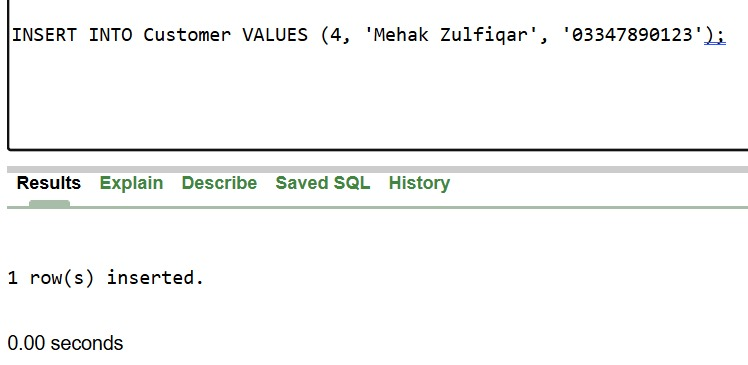 INSERT INTO Customer VALUES (4, 'Mehak Zulfiqar', '03347890123');
Results Explain Describe Saved SQL History
1 row(s) inserted.
0.00 seconds